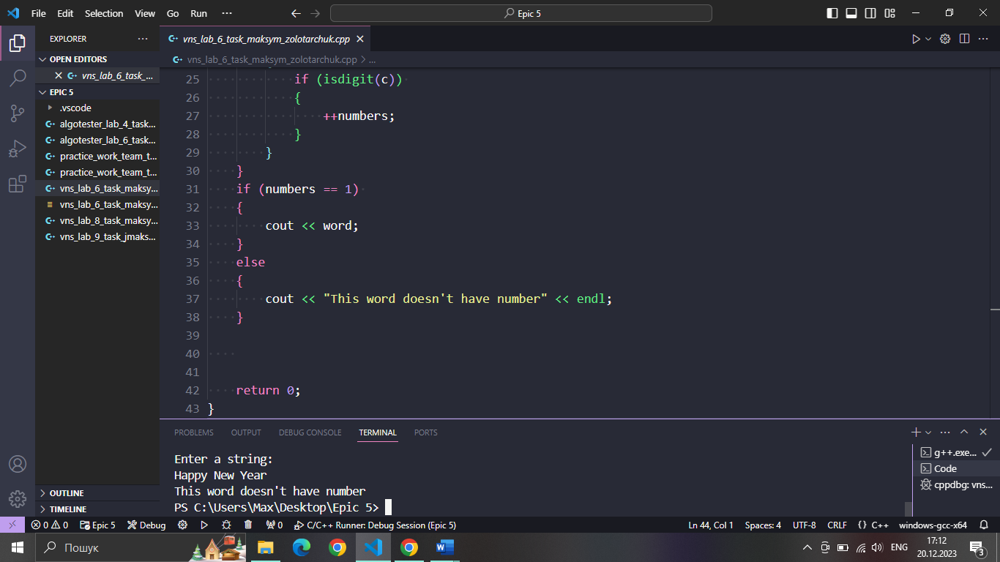 File Edit Selection View Go Run ··· Epic 5
EXPLORER ···
OPEN EDITORS
vns_lab_6_task_...
EPIC 5
.vscode
algotester_lab_4_task...
algotester_lab_6_task...
practice_work_team_t...
practice_work_team_t...
vns_lab_6_task_maksy...
vns_lab_6_task_maksy...
vns_lab_8_task_maksy...
vns_lab_9_task_jmaks...
OUTLINE
TIMELINE
vns_lab_6_task_maksym_zolotarchuk.cpp
vns_lab_6_task_maksym_zolotarchuk.cpp > ...
25 if (isdigit(c))
26 {
27 ++numbers;
28 }
29 }
30 }
31 if (numbers == 1)
32 {
33 cout << word;
34 }
35 else
36 {
37 cout << "This word doesn't have number" << endl;
38 }
39
40
41
42 return 0;
43 }
PROBLEMS OUTPUT DEBUG CONSOLE TERMINAL PORTS
Enter a string:
Happy New Year
This word doesn't have number
PS C:\Users\Max\Desktop\Epic 5>
g++.exe...
Code
cppdbg: vns...
0 0 Epic 5 Debug 0 C/C++ Runner: Debug Session (Epic 5) Ln 44, Col 1 Spaces: 4 UTF-8 CRLF {} C++ windows-gcc-x64
Пошук ENG 17:12
20.12.2023 3